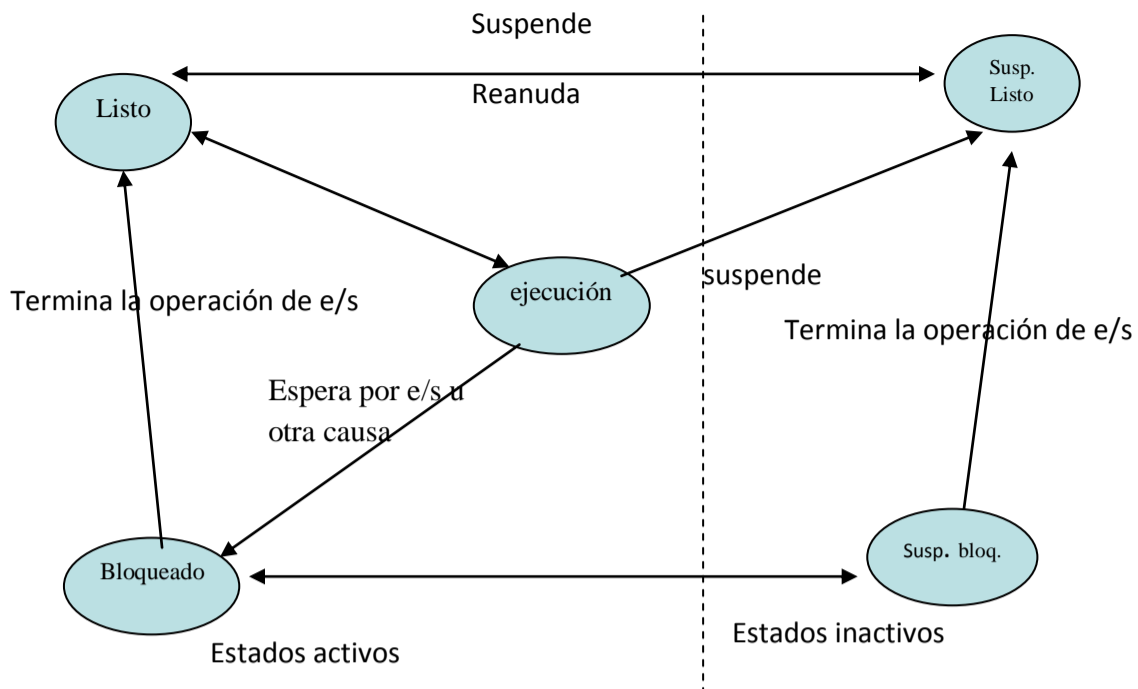 Suspende
Susp.
Listo
Listo
Reanuda
ejecución
suspende
Termina la operación de e/s
Termina la operación de e/s
Espera por e/s u
otra causa
Bloqueado
Susp. bloq.
Estados activos
Estados inactivos